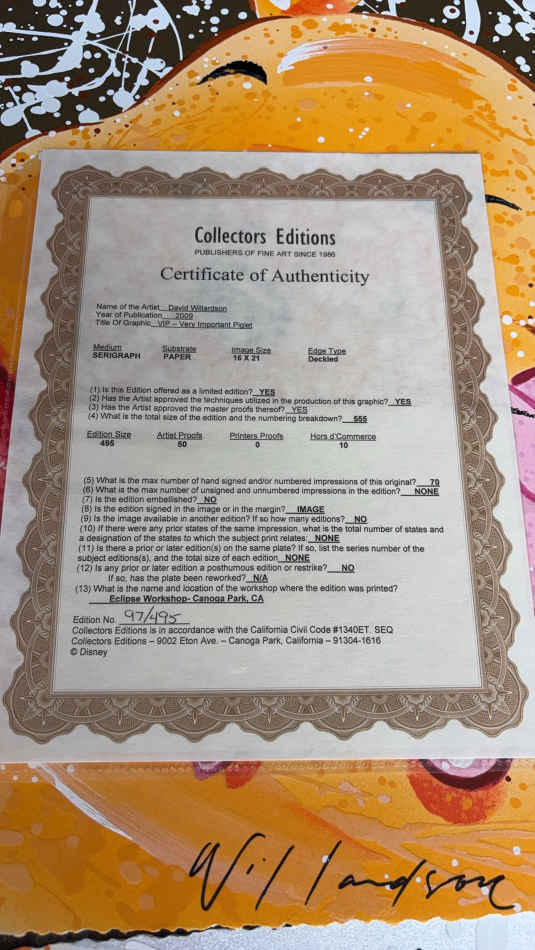 Collectors Editions
PUBLISHERS OF FINE ART SINCE 1986
Certificate of Authenticity
Name of the Artist David Willardson
Year of Publication 2009
Title Of Graphic VIP – Very Important Piglet
Medium Substrate Image Size Edge Type
SERIGRAPH PAPER 16 X 21 Deckled
(1) Is this Edition offered as a limited edition? YES
(2) Has the Artist approved the techniques utilized in the production of this graphic? YES
(3) Has the Artist approved the master proofs thereof? YES
(4) What is the total size of the edition and the numbering breakdown? 555
Edition Size Artist Proofs Printers Proofs Hors d'Commerce
495 50 0 10
(5) What is the max number of hand signed and/or numbered impressions of this original? 70
(6) What is the max number of unsigned and unnumbered impressions in the edition? NONE
(7) Is the edition embellished? NO
(8) Is the edition signed in the image or in the margin? IMAGE
(9) Is the image available in another edition? If so how many editions? NO
(10) If there were any prior states of the same impression, what is the total number of states and
a designation of the states to which the subject print relates: NONE
(11) Is there a prior or later edition(s) on the same plate? If so, list the series number of the
subject editions(s), and the total size of each edition NONE
(12) Is any prior or later edition a posthumous edition or restrike? NO
If so, has the plate been reworked? N/A
(13) What is the name and location of the workshop where the edition was printed?
Eclipse Workshop- Canoga Park, CA
Edition No. 97/495
Collectors Editions is in accordance with the California Civil Code #1340ET. SEQ
Collectors Editions – 9002 Eton Ave. – Canoga Park, California – 91304-1616
© Disney
Willardson